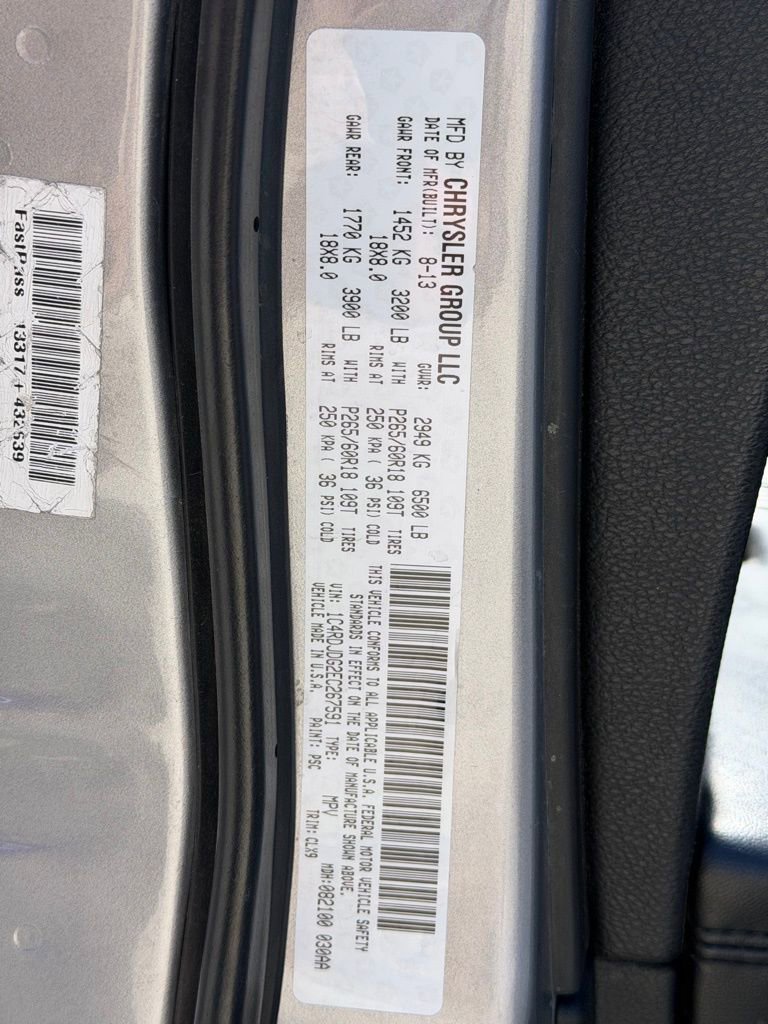 MFD BY CHRYSLER GROUP LLC
DATE OF MFR(BUILT): 8-13 GVWR: 2949 KG 6500 LB
GAWR FRONT: 1452 KG 3200 LB WITH P265/60R18 109T TIRES
18X8.0 RIMS AT 250 KPA ( 36 PSI) COLD
GAWR REAR: 1770 KG 3900 LB WITH P265/60R18 109T TIRES
18X8.0 RIMS AT 250 KPA ( 36 PSI) COLD
THIS VEHICLE CONFORMS TO ALL APPLICABLE U.S.A. FEDERAL MOTOR VEHICLE SAFETY
STANDARDS IN EFFECT ON THE DATE OF MANUFACTURE SHOWN ABOVE.
VIN: 1C4RDJDG2EC267591 TYPE: MPV MDH:082100 030AA
VEHICLE MADE IN U.S.A. PAINT: PSC TRIM: CLX9
FastPass 13317 + 432639